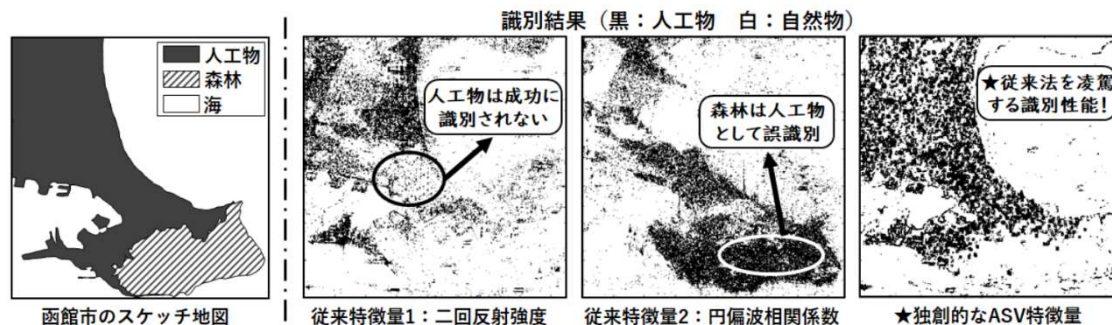 識別結果（黒：人工物　白：自然物）
人工物
森林
海
人工物は成功に
識別されない
森林は人工物
として誤識別
★従来法を凌駕
する識別性能！
函館市のスケッチ地図
従来特徴量1：二回反射強度
従来特徴量2：円偏波相関係数
★独創的なASV特徴量